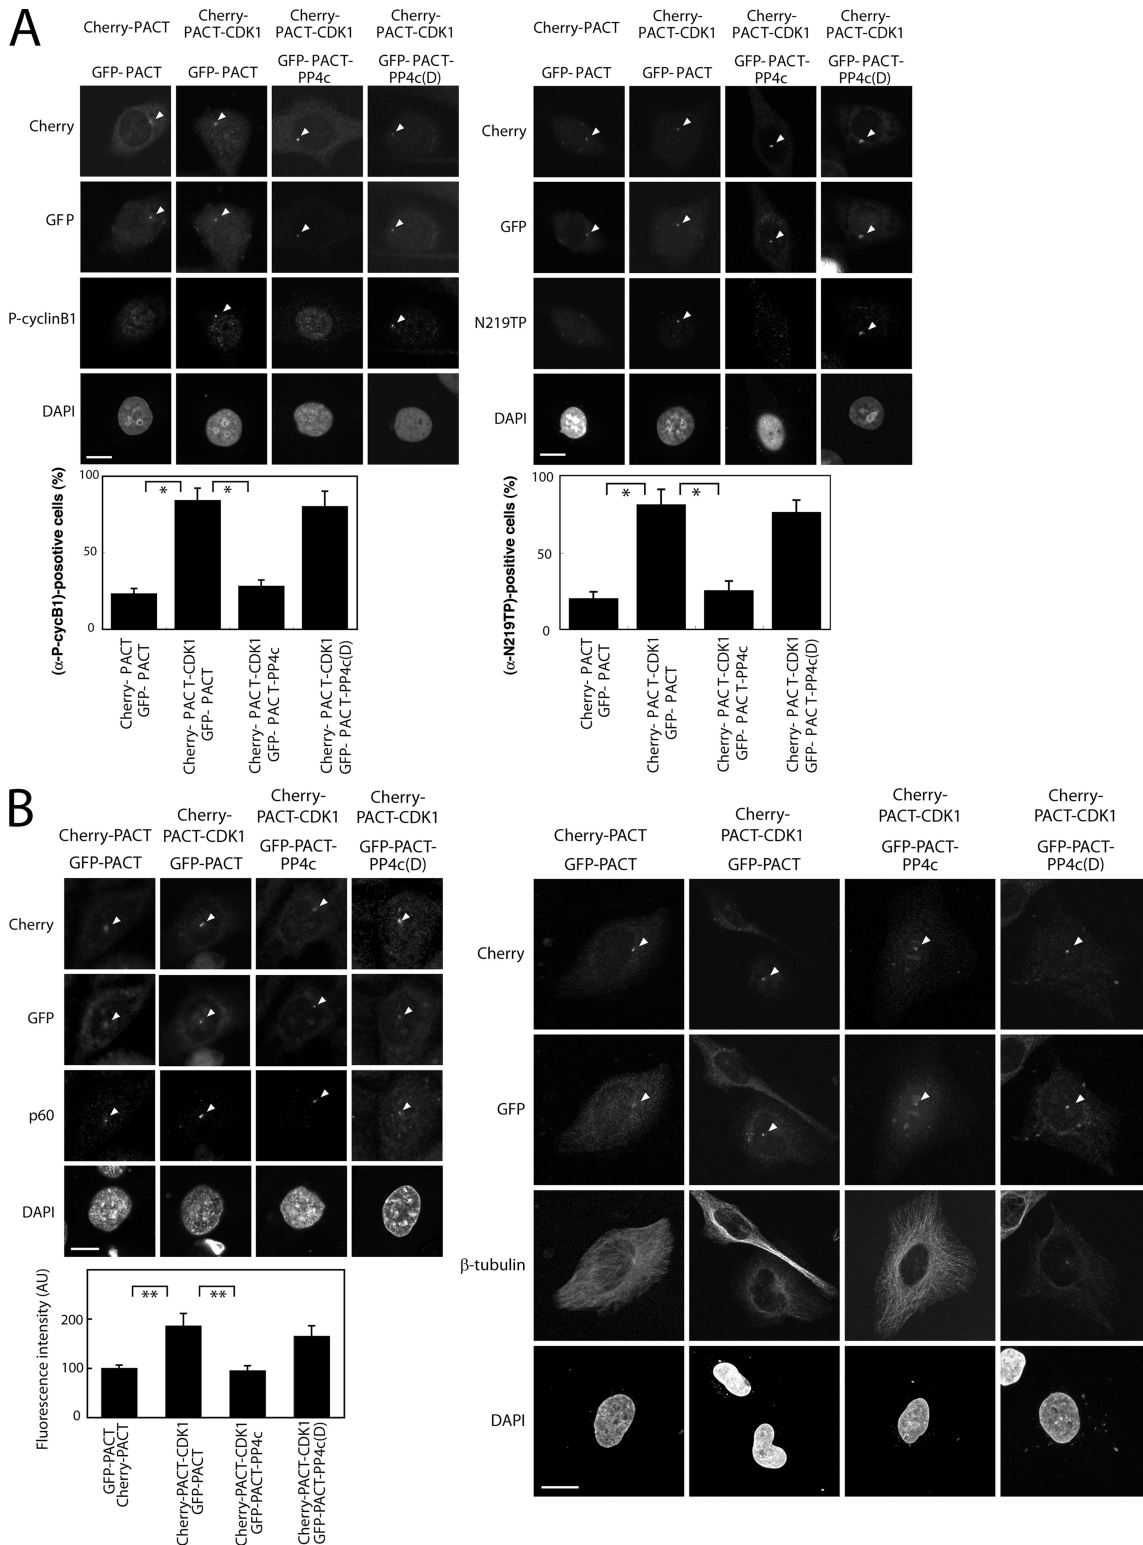 A
Cherry-PACT
Cherry-
PACT-CDK1
Cherry-
PACT-CDK1
Cherry-
PACT-CDK1
GFP- PACT
GFP- PACT
GFP- PACT-
PP4c
GFP- PACT-
PP4c(D)
Cherry
GFP
P-cyclinB1
DAPI
(α-P-cycB1)-posotive cells (%)
100
50
0
*
*
Cherry- PACT
GFP- PACT
Cherry- PACT-CDK1
GFP- PACT
Cherry- PACT-CDK1
GFP- PACT-PP4c
Cherry- PACT-CDK1
GFP- PACT-PP4c(D)
Cherry-PACT
Cherry-
PACT-CDK1
Cherry-
PACT-CDK1
Cherry-
PACT-CDK1
GFP- PACT
GFP- PACT
GFP- PACT-
PP4c
GFP- PACT-
PP4c(D)
Cherry
GFP
N219TP
DAPI
(α-N219TP)-positive cells (%)
100
50
0
*
*
Cherry- PACT
GFP- PACT
Cherry- PACT-CDK1
GFP- PACT
Cherry- PACT-CDK1
GFP- PACT-PP4c
Cherry- PACT-CDK1
GFP- PACT-PP4c(D)
B
Cherry-PACT
Cherry-
PACT-CDK1
Cherry-
PACT-CDK1
Cherry-
PACT-CDK1
GFP-PACT
GFP-PACT
GFP-PACT-
PP4c
GFP-PACT-
PP4c(D)
Cherry
GFP
p60
DAPI
Fluorescence intensity (AU)
200
100
0
**
**
GFP-PACT
Cherry-PACT
Cherry-PACT-CDK1
GFP-PACT
Cherry-PACT-CDK1
GFP-PACT-PP4c
Cherry-PACT-CDK1
GFP-PACT-PP4c(D)
Cherry-PACT
Cherry-
PACT-CDK1
Cherry-
PACT-CDK1
Cherry-
PACT-CDK1
GFP-PACT
GFP-PACT
GFP-PACT-
PP4c
GFP-PACT-
PP4c(D)
Cherry
GFP
β-tubulin
DAPI